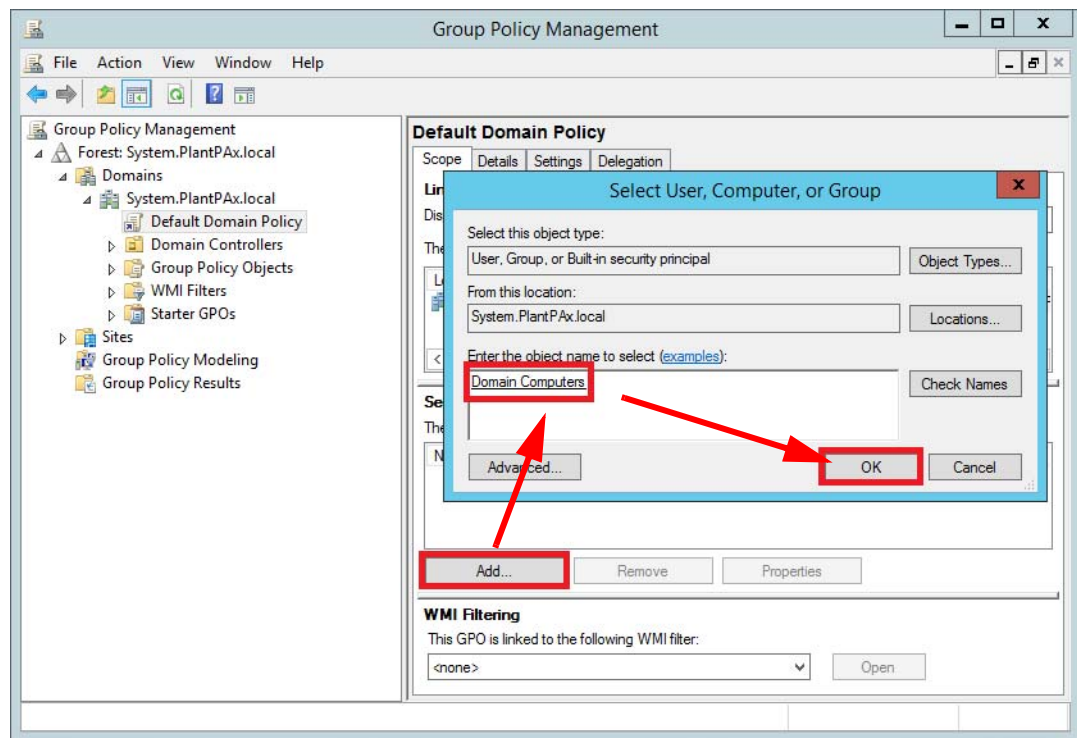 Group Policy Management
File Action View Window Help
Group Policy Management
Forest: System.PlantPAx.local
Domains
System.PlantPAx.local
Default Domain Policy
Domain Controllers
Group Policy Objects
WMI Filters
Starter GPOs
Sites
Group Policy Modeling
Group Policy Results
Default Domain Policy
Scope Details Settings Delegation
Select User, Computer, or Group
Select this object type:
User, Group, or Built-in security principal
Object Types...
From this location:
System.PlantPAx.local
Locations...
Enter the object name to select (examples):
Domain Computers
Check Names
Advanced...
OK
Cancel
Add...
Remove
Properties
WMI Filtering
This GPO is linked to the following WMI filter:
<none>
Open